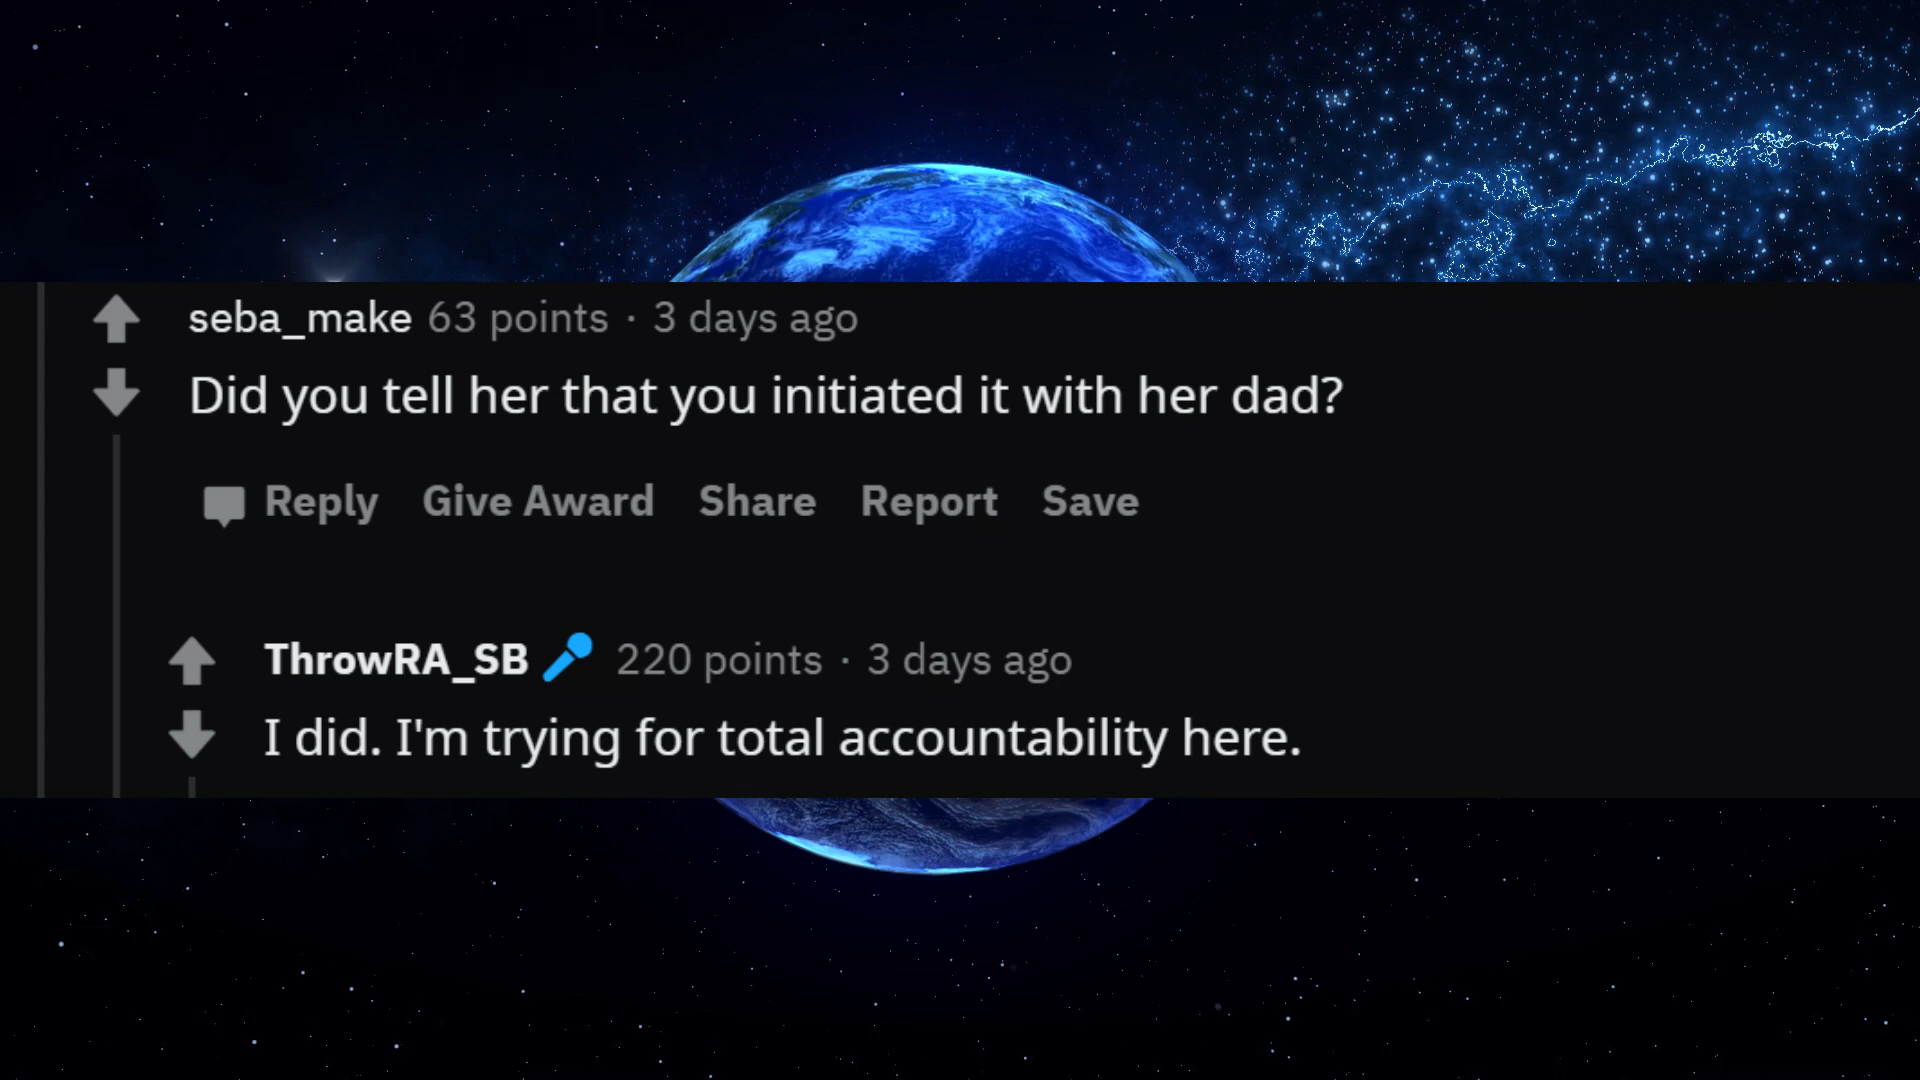 seba_make 63 points · 3 days ago
Did you tell her that you initiated it with her dad?
Reply Give Award Share Report Save
ThrowRA_SB 220 points · 3 days ago
I did. I'm trying for total accountability here.